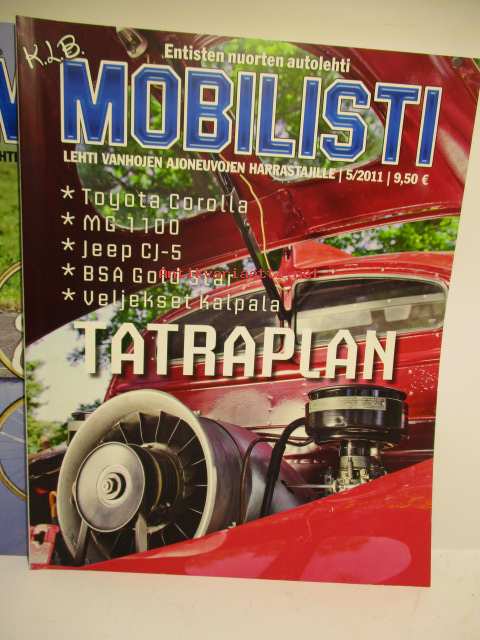 K.L.B.
Entisten nuorten autolehti
MOBILISTI
LEHTI VANHOJEN AJONEUVOJEN HARRASTAJILLE | 5/2011 | 9,50 €
* Toyota Corolla
* MG 1100
* Jeep CJ-5
* BSA Gold Star
* Veljekset Kalpala
TATRAPLAN